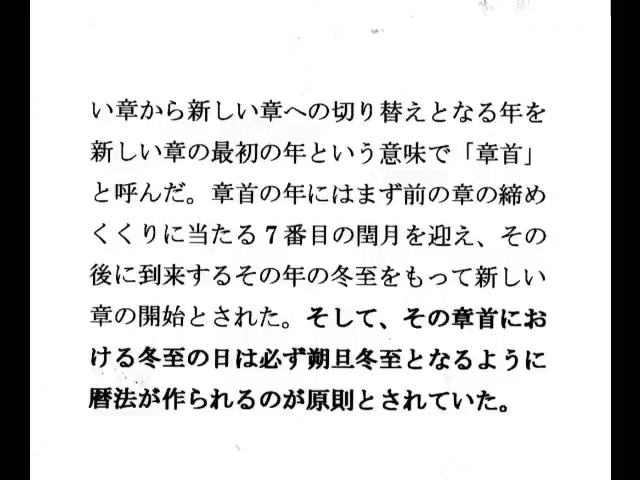 い章から新しい章への切り替えとなる年を
新しい章の最初の年という意味で「章首」
と呼んだ。章首の年にはまず前の章の締め
くくりに当たる7番目の閏月を迎え、その
後に到来するその年の冬至をもって新しい
章の開始とされた。そして、その章首にお
ける冬至の日は必ず朔旦冬至となるように
暦法が作られるのが原則とされていた。